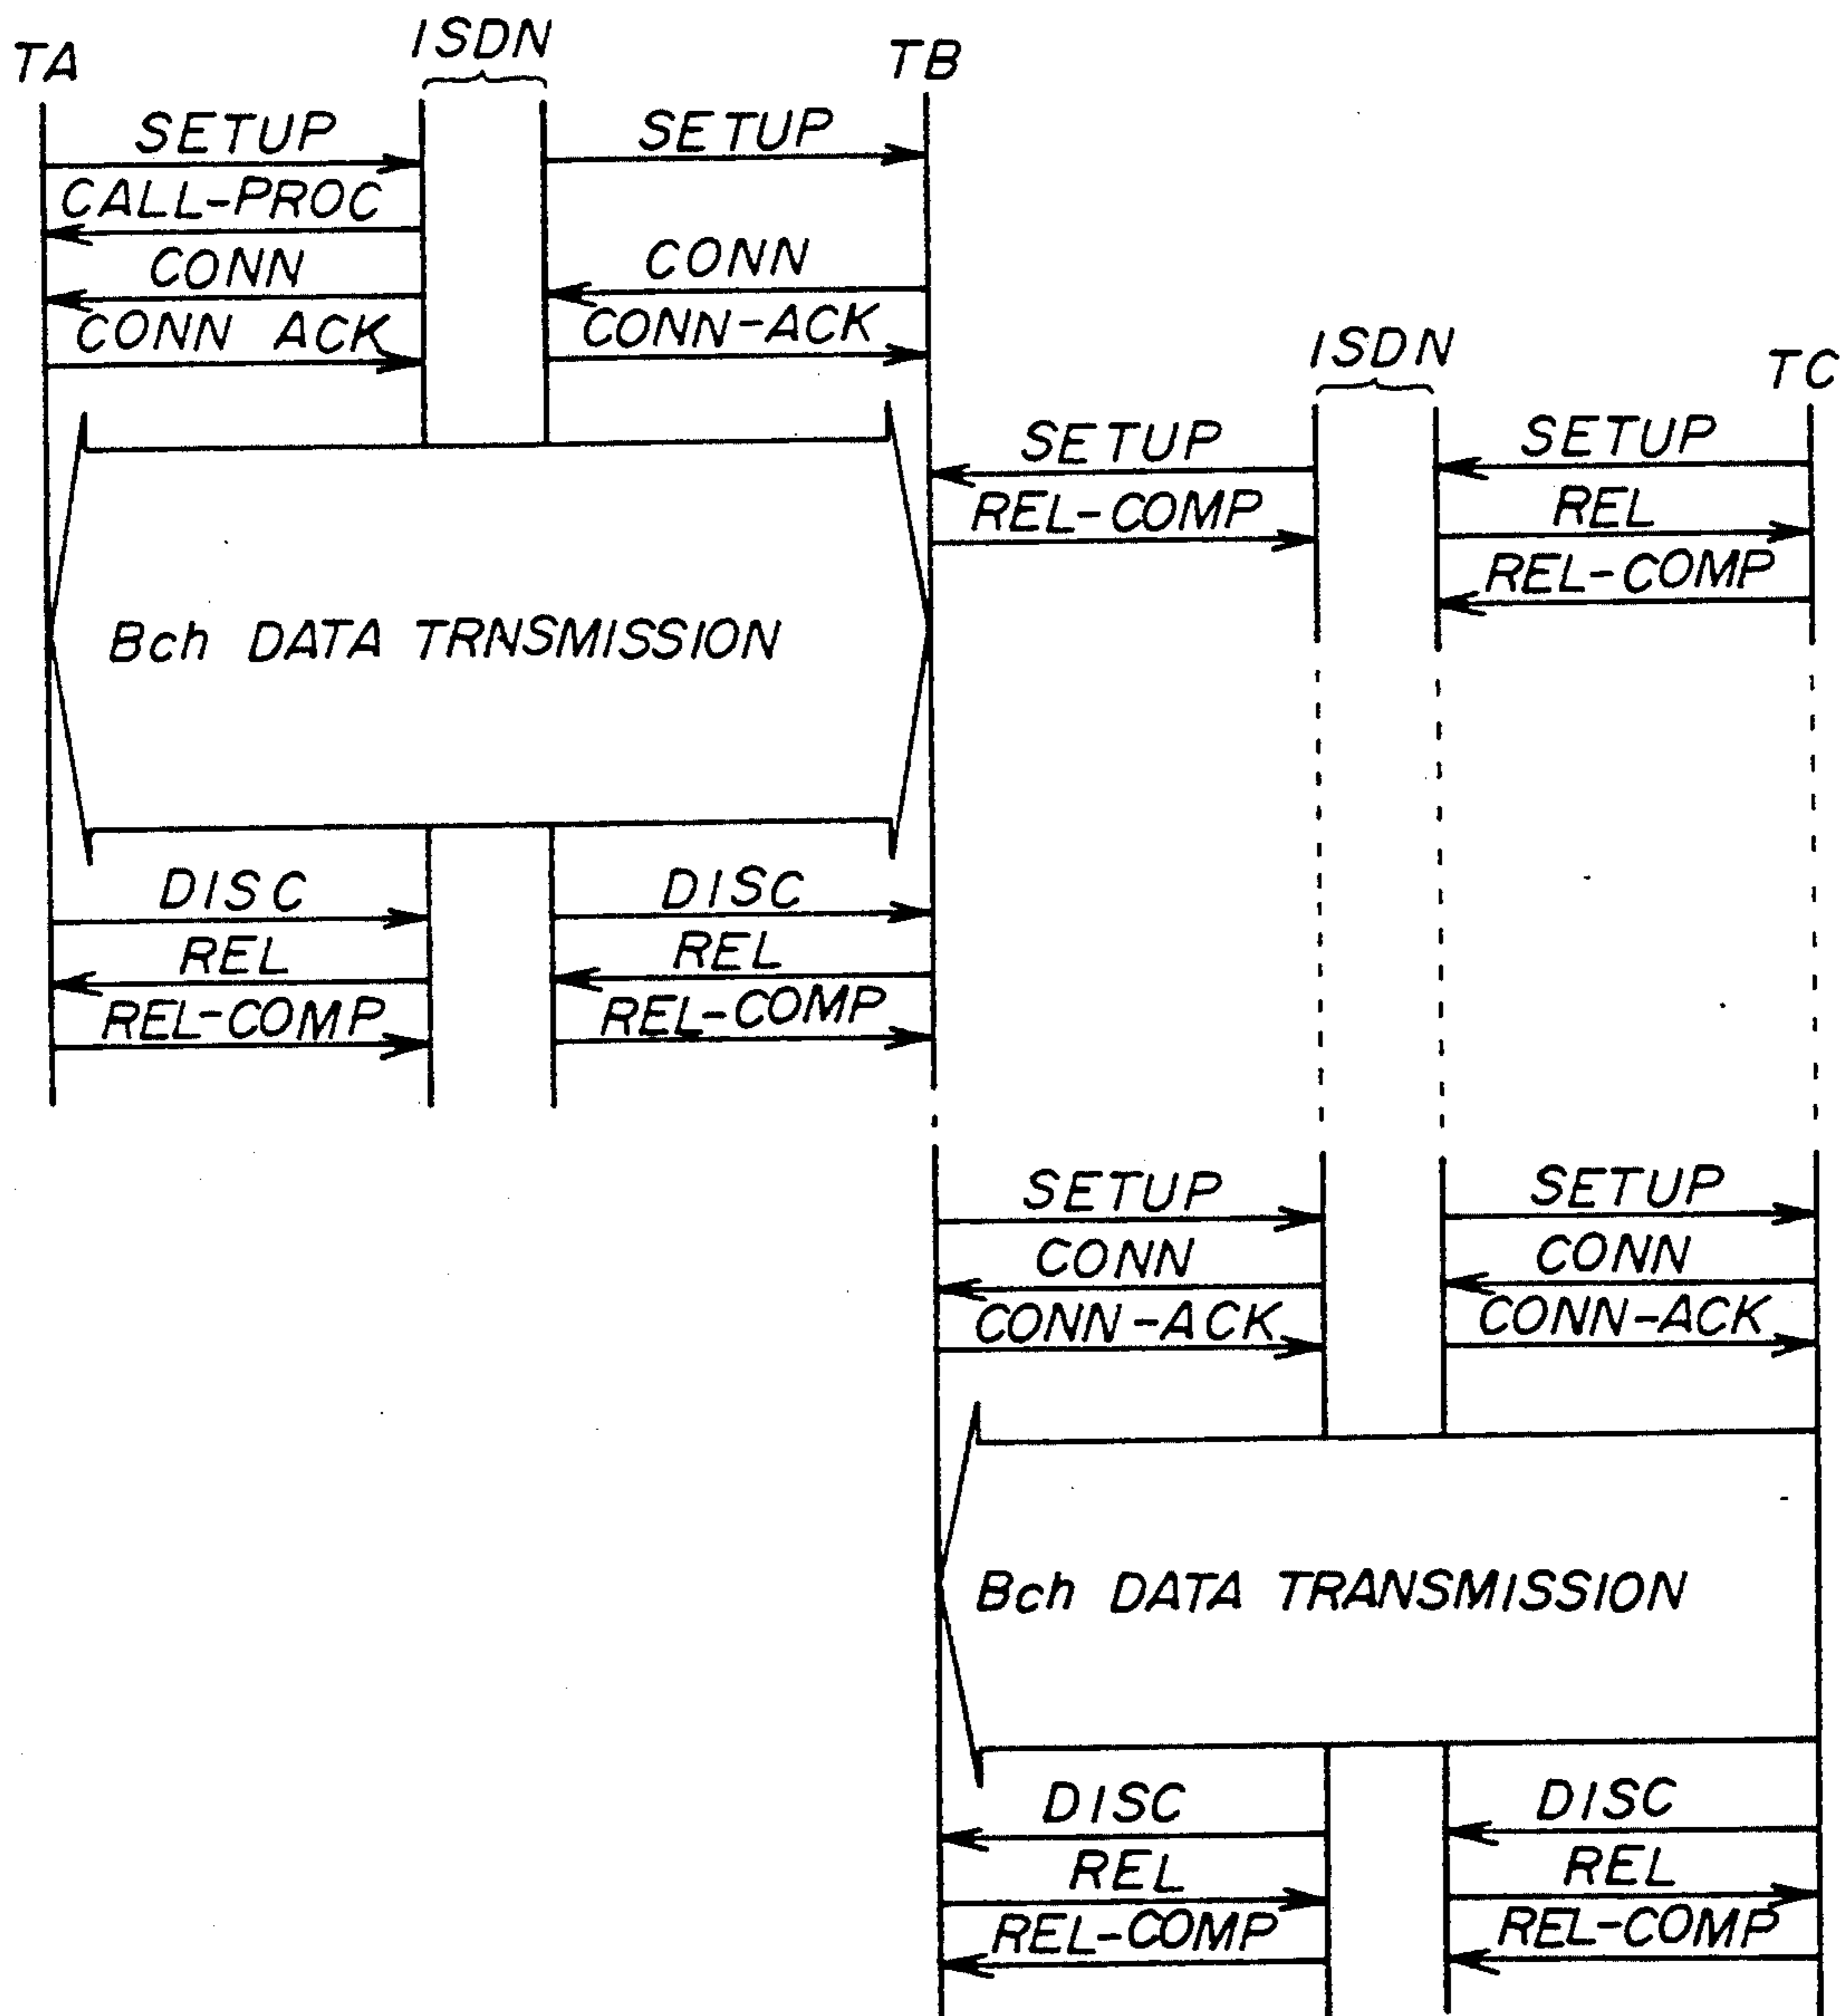 TA
ISDN
TB
SETUP
SETUP
CALL-PROC
CONN
CONN
CONN ACK
CONN-ACK
ISDN
TC
SETUP
SETUP
REL-COMP
REL
REL-COMP
Bch DATA TRNSMISSION
DISC
DISC
REL
REL
REL-COMP
REL-COMP
SETUP
SETUP
CONN
CONN
CONN-ACK
CONN-ACK
Bch DATA TRANSMISSION
DISC
DISC
REL
REL
REL-COMP
REL-COMP